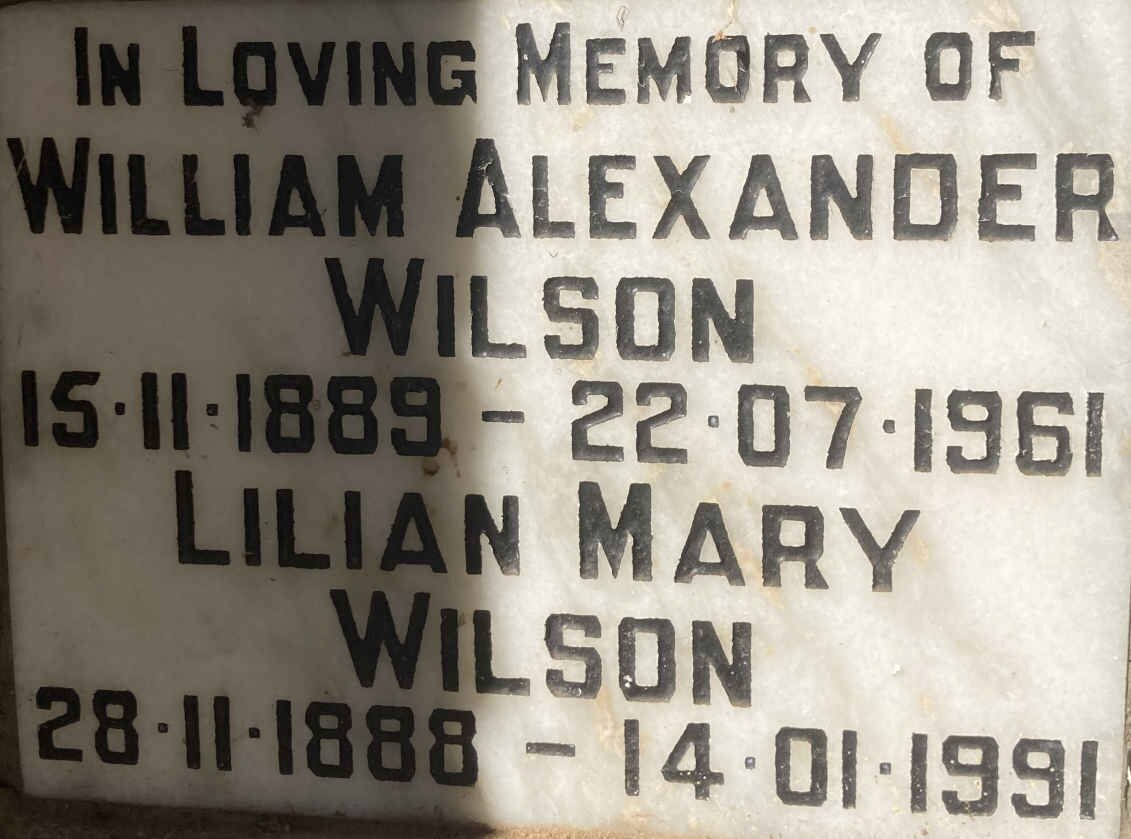 In Loving Memory of
William Alexander
Wilson
15·11·1889 – 22·07·1961
Lilian Mary
Wilson
28·11·1888 – 14·01·1991